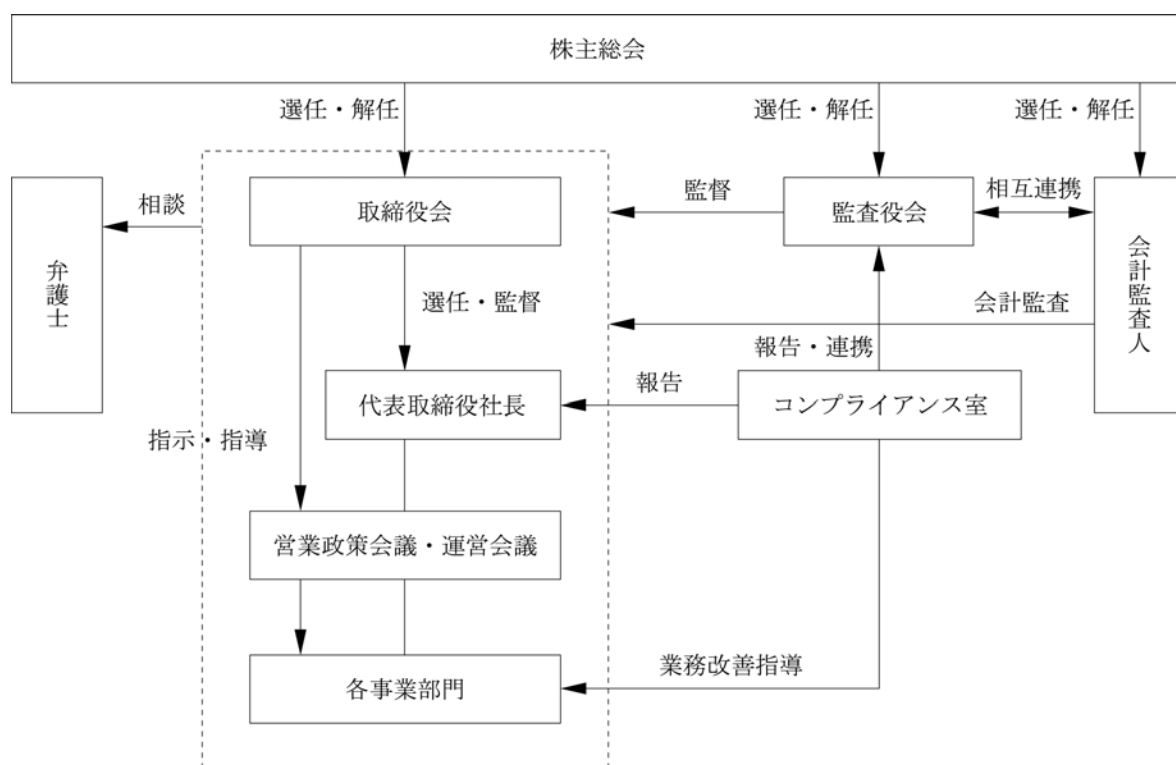 株主総会
選任・解任
選任・解任
選任・解任
弁護士
相談
取締役会
監督
監査役会
相互連携
会計監査人
選任・監督
会計監査
報告・連携
代表取締役社長
報告
コンプライアンス室
指示・指導
営業政策会議・運営会議
各事業部門
業務改善指導